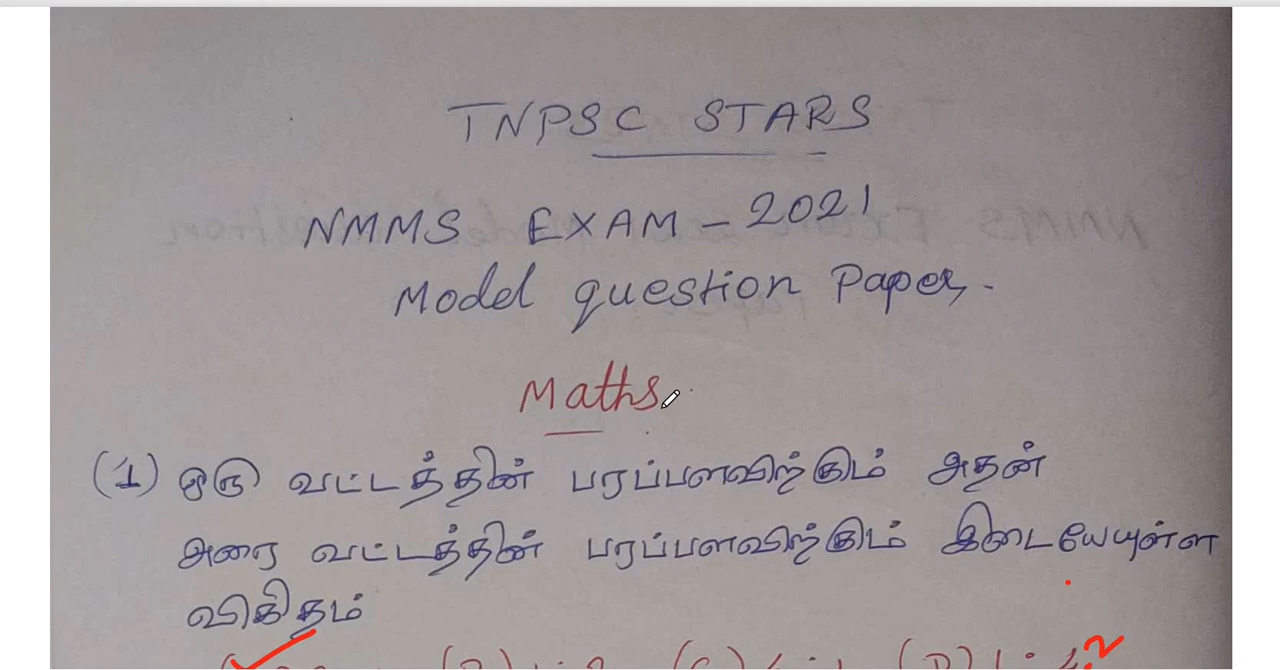 TNPSC STARS
NMMS EXAM - 2021
Model question Paper.
Maths
(1) ஒரு வட்டத்தின் பரப்பளவிற்கும் அதன்
அரை வட்டத்தின் பரப்பளவிற்கும் இடையேயுள்ள
விகிதம்